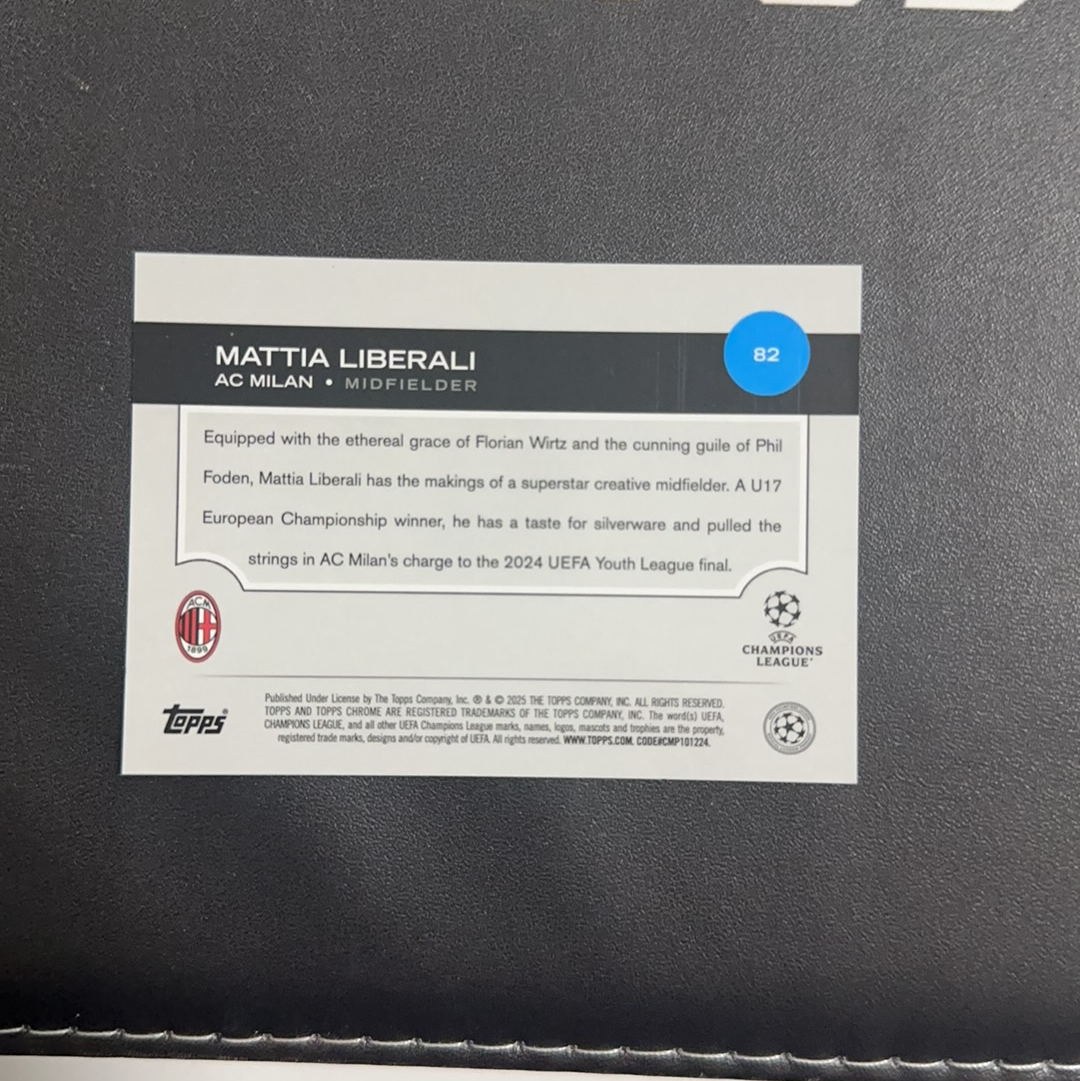 MATTIA LIBERALI
AC MILAN • MIDFIELDER
82
Equipped with the ethereal grace of Florian Wirtz and the cunning guile of Phil
Foden, Mattia Liberali has the makings of a superstar creative midfielder. A U17
European Championship winner, he has a taste for silverware and pulled the
strings in AC Milan's charge to the 2024 UEFA Youth League final.
ACM
1899
UEFA
CHAMPIONS
LEAGUE
topps®
Published Under License by The Topps Company, Inc. ® & © 2025 THE TOPPS COMPANY, INC. ALL RIGHTS RESERVED.
TOPPS AND TOPPS CHROME ARE REGISTERED TRADEMARKS OF THE TOPPS COMPANY, INC. The word(s) UEFA,
CHAMPIONS LEAGUE, and all other UEFA Champions League marks, names, logos, mascots and trophies are the property,
registered trade marks, designs and/or copyright of UEFA. All rights reserved. WWW.TOPPS.COM. CODE#CMP101224.